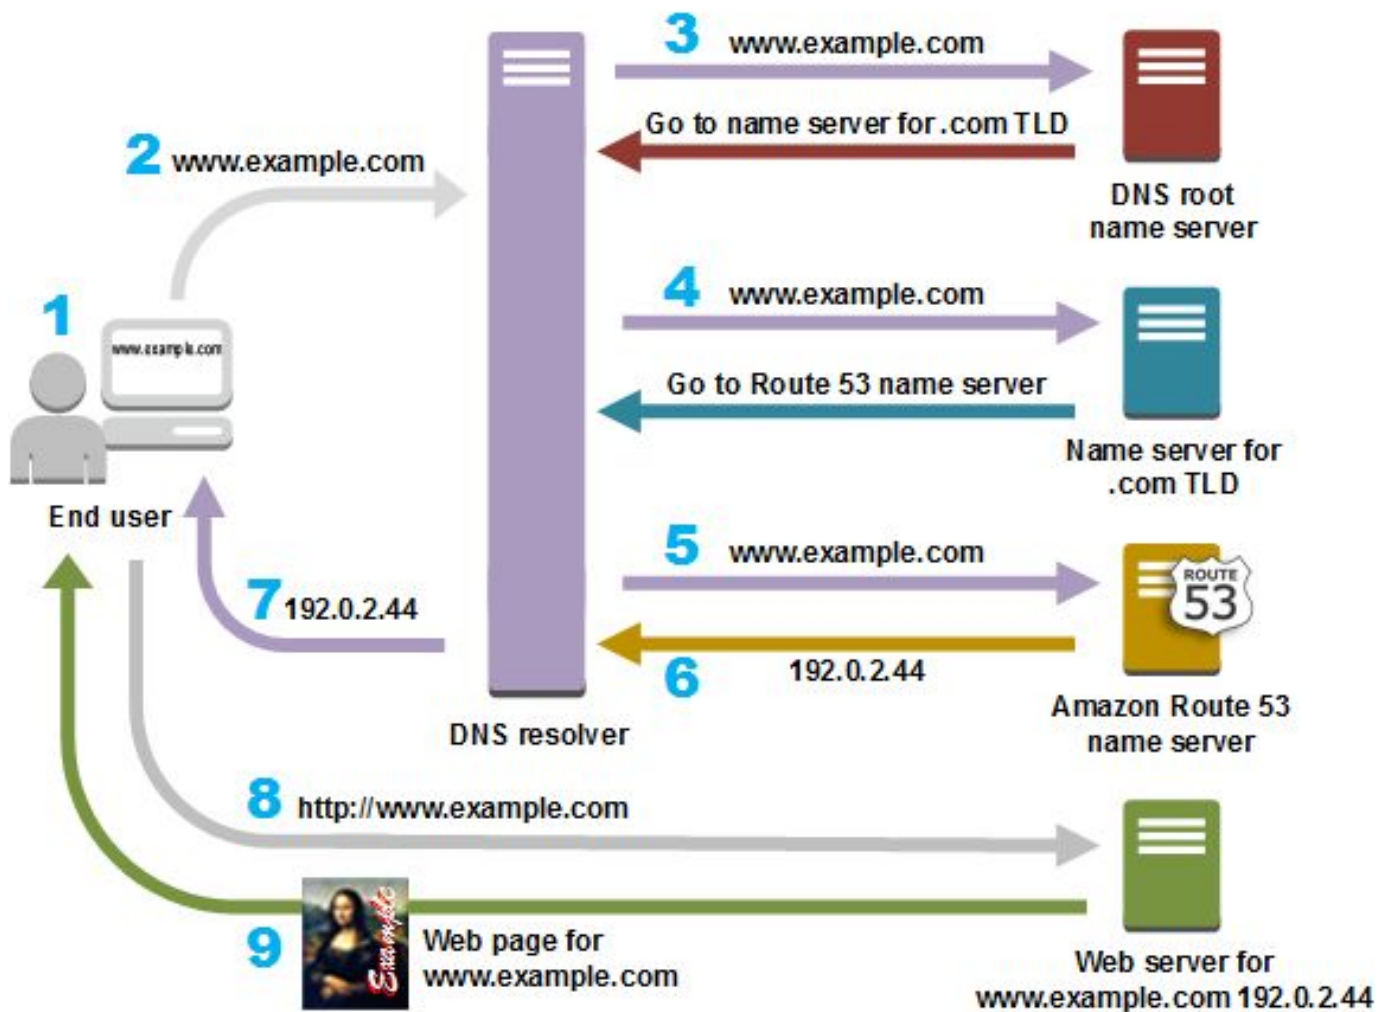 3 www.example.com
Go to name server for .com TLD
DNS root
name server
2 www.example.com
4 www.example.com
Go to Route 53 name server
Name server for
.com TLD
1
www.example.com
End user
5 www.example.com
ROUTE
53
6 192.0.2.44
Amazon Route 53
name server
7 192.0.2.44
DNS resolver
8 http://www.example.com
9
Example
Web page for
www.example.com
Web server for
www.example.com 192.0.2.44